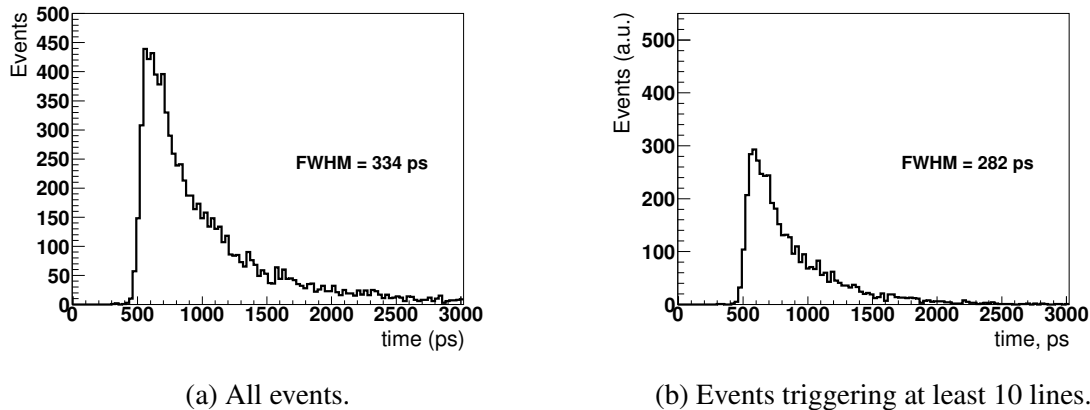 Events
500
450
400
350
300
250
200
150
100
50
0
0 500 1000 1500 2000 2500 3000
time (ps)
FWHM = 334 ps
(a) All events.
Events (a.u.)
500
400
300
200
100
0
0 500 1000 1500 2000 2500 3000
time, ps
FWHM = 282 ps
(b) Events triggering at least 10 lines.